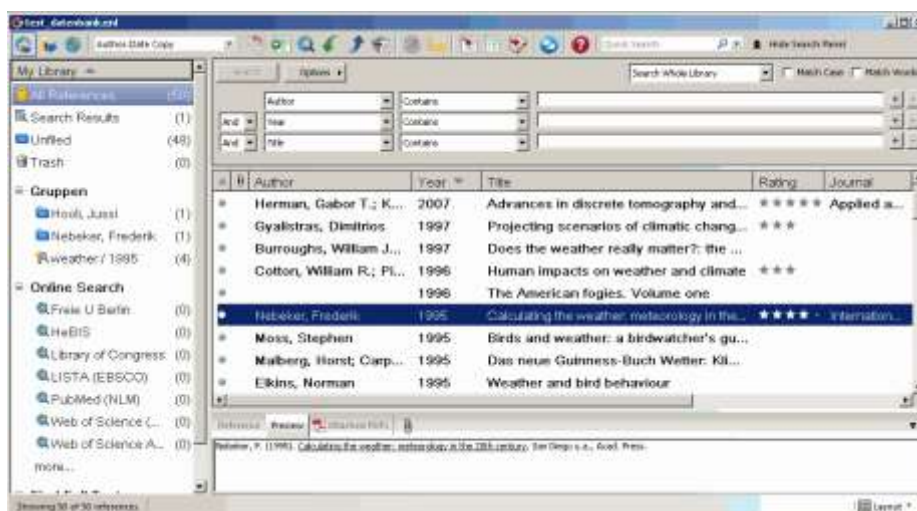 test_datenbank.enl
Author-Date Copy
Quick Search
Hide Search Panel
My Library
Search
Options
Search Whole Library
Match Case
Match Words
All References (50)
Search Results (1)
Unfiled (48)
Trash (0)
Gruppen
Hooli, Jussi (1)
Nebeker, Frederik (1)
weather / 1995 (4)
Online Search
Freie U Berlin (0)
HeBIS (0)
Library of Congress (0)
LISTA (EBSCO) (0)
PubMed (NLM) (0)
Web of Science (... (0)
Web of Science A... (0)
more...
Author Contains
And Year Contains
And Title Contains
Author Year Title Rating Journal
Herman, Gabor T.; K... 2007 Advances in discrete tomography and... Applied a...
Gyalistras, Dimitrios 1997 Projecting scenarios of climatic chang...
Burroughs, William J... 1997 Does the weather really matter?: the ...
Cotton, William R.; Pi... 1996 Human impacts on weather and climate
1996 The American fogies. Volume one
Nebeker, Frederik 1995 Calculating the weather: meteorology in the... Internation...
Moss, Stephen 1995 Birds and weather: a birdwatcher's gu...
Malberg, Horst; Carp... 1995 Das neue Guinness-Buch Wetter. Kli...
Elkins, Norman 1995 Weather and bird behaviour
Reference Preview Attached PDFs
Nebeker, F. (1995). Calculating the weather: meteorology in the 20th century. San Diego u.a., Acad. Press.
Showing 50 of 50 references.
Layout